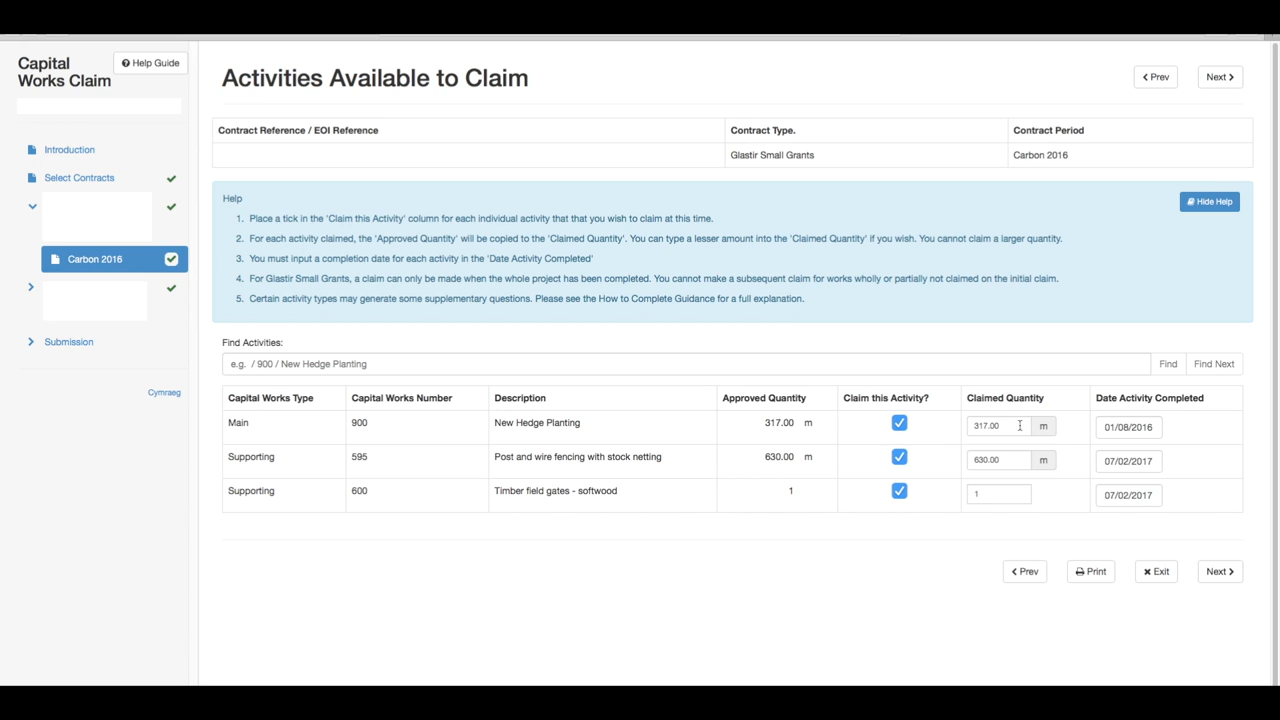 Capital
Works Claim
Help Guide
Introduction
Select Contracts
Carbon 2016
Submission
Cymraeg
Activities Available to Claim
Prev
Next
Contract Reference / EOI Reference Contract Type. Contract Period
Glastir Small Grants Carbon 2016
Help
Hide Help
1. Place a tick in the 'Claim this Activity' column for each individual activity that that you wish to claim at this time.
2. For each activity claimed, the 'Approved Quantity' will be copied to the 'Claimed Quantity'. You can type a lesser amount into the 'Claimed Quantity' if you wish. You cannot claim a larger quantity.
3. You must input a completion date for each activity in the 'Date Activity Completed'
4. For Glastir Small Grants, a claim can only be made when the whole project has been completed. You cannot make a subsequent claim for works wholly or partially not claimed on the initial claim.
5. Certain activity types may generate some supplementary questions. Please see the How to Complete Guidance for a full explanation.
Find Activities:
e.g. / 900 / New Hedge Planting Find Find Next
Capital Works Type Capital Works Number Description Approved Quantity Claim this Activity? Claimed Quantity Date Activity Completed
Main 900 New Hedge Planting 317.00 m 317.00 m 01/08/2016
Supporting 595 Post and wire fencing with stock netting 630.00 m 630.00 m 07/02/2017
Supporting 600 Timber field gates - softwood 1 1 07/02/2017
Prev Print Exit Next